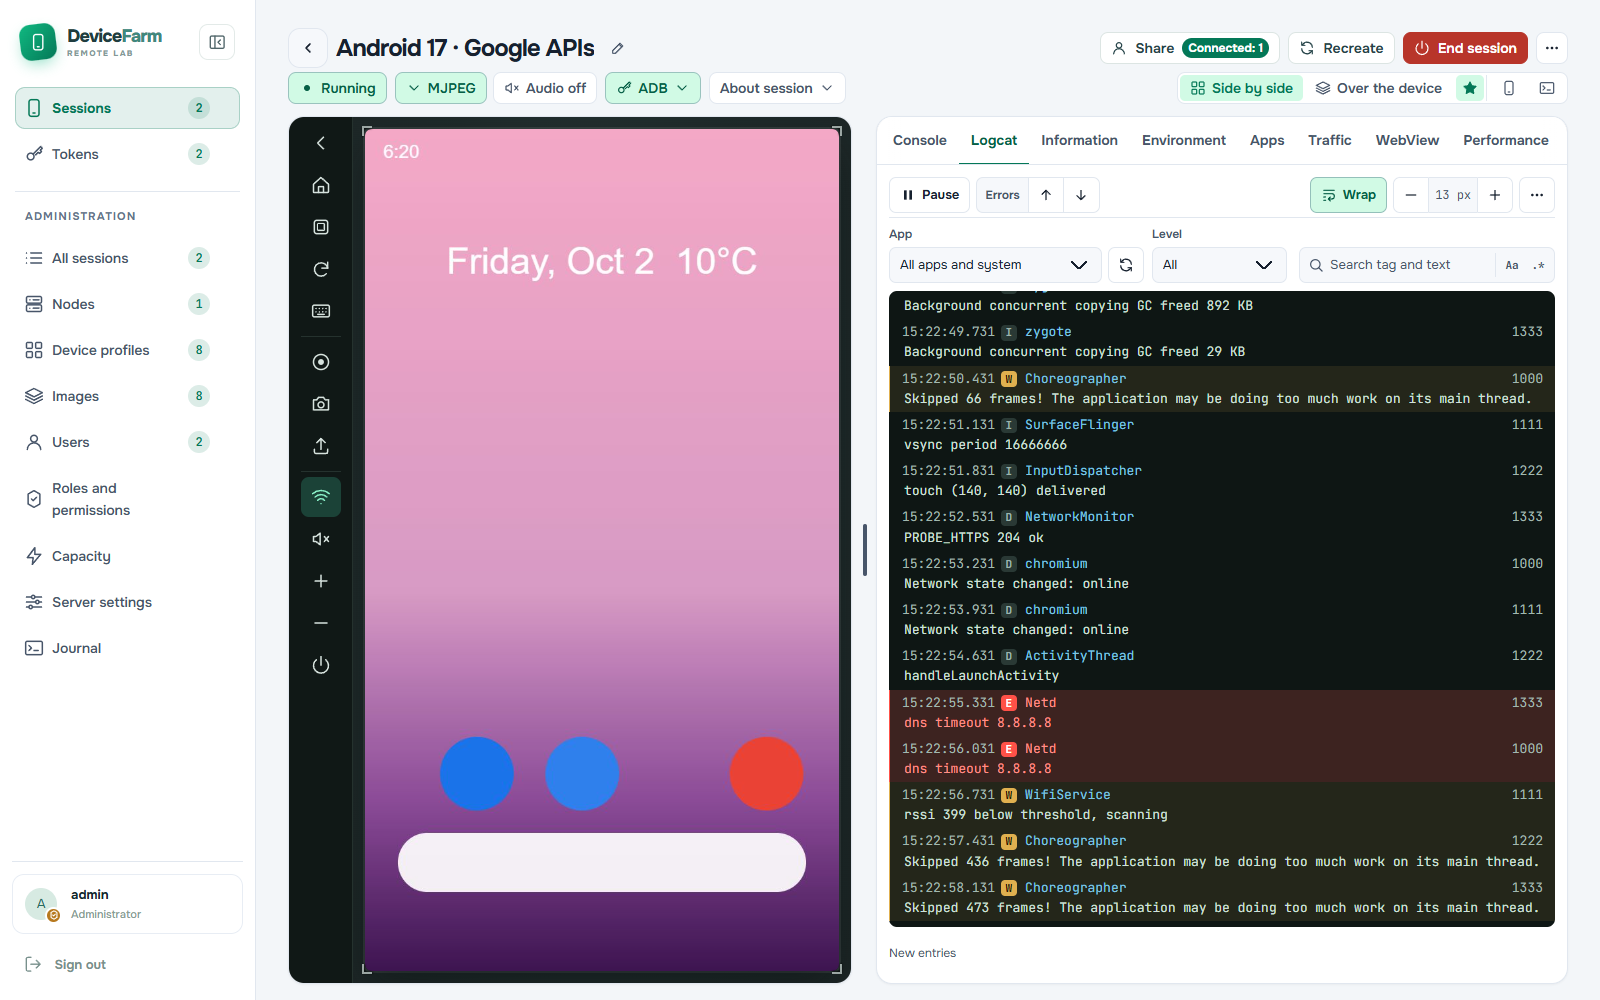 DeviceFarm
REMOTE LAB
Sessions 2
Tokens 2
ADMINISTRATION
All sessions 2
Nodes 1
Device profiles 8
Images 8
Users 2
Roles and
permissions
Capacity
Server settings
Journal
A
admin
Administrator
Sign out
Android 17 · Google APIs
Share Connected: 1
Recreate
End session
Running
MJPEG
Audio off
ADB
About session
Side by side
Over the device
6:20
Friday, Oct 2 10°C
Console Logcat Information Environment Apps Traffic WebView Performance
Pause
Errors
Wrap
13 px
App
Level
All apps and system
All
Search tag and text
Aa .*
Background concurrent copying GC freed 892 KB
15:22:49.731 I zygote 1333
Background concurrent copying GC freed 29 KB
15:22:50.431 W Choreographer 1000
Skipped 66 frames! The application may be doing too much work on its main thread.
15:22:51.131 I SurfaceFlinger 1111
vsync period 16666666
15:22:51.831 I InputDispatcher 1222
touch (140, 140) delivered
15:22:52.531 D NetworkMonitor 1333
PROBE_HTTPS 204 ok
15:22:53.231 D chromium 1000
Network state changed: online
15:22:53.931 D chromium 1111
Network state changed: online
15:22:54.631 D ActivityThread 1222
handleLaunchActivity
15:22:55.331 E Netd 1333
dns timeout 8.8.8.8
15:22:56.031 E Netd 1000
dns timeout 8.8.8.8
15:22:56.731 W WifiService 1111
rssi 399 below threshold, scanning
15:22:57.431 W Choreographer 1222
Skipped 436 frames! The application may be doing too much work on its main thread.
15:22:58.131 W Choreographer 1333
Skipped 473 frames! The application may be doing too much work on its main thread.
New entries